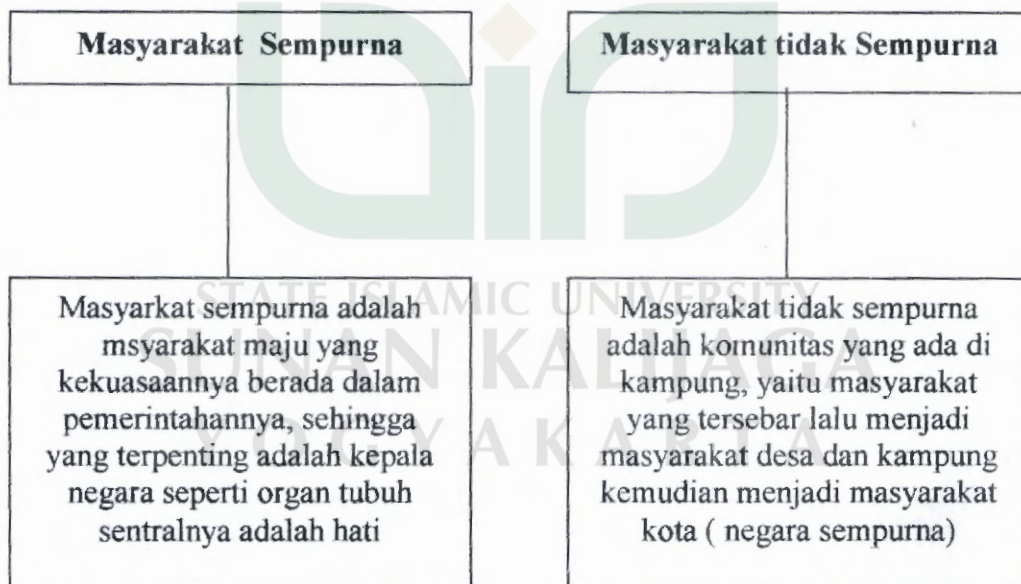 Masyarakat Sempurna
Masyarakat tidak Sempurna
Masyarkat sempurna adalah
msyarakat maju yang
kekuasaannya berada dalam
pemerintahannya, sehingga
yang terpenting adalah kepala
negara seperti organ tubuh
sentralnya adalah hati
Masyarakat tidak sempurna
adalah komunitas yang ada di
kampung, yaitu masyarakat
yang tersebar lalu menjadi
masyarakat desa dan kampung
kemudian menjadi masyarakat
kota ( negara sempurna)
STATE ISLAMIC UNIVERSITY
SUNAN KALIJAGA
YOGYAKARTA